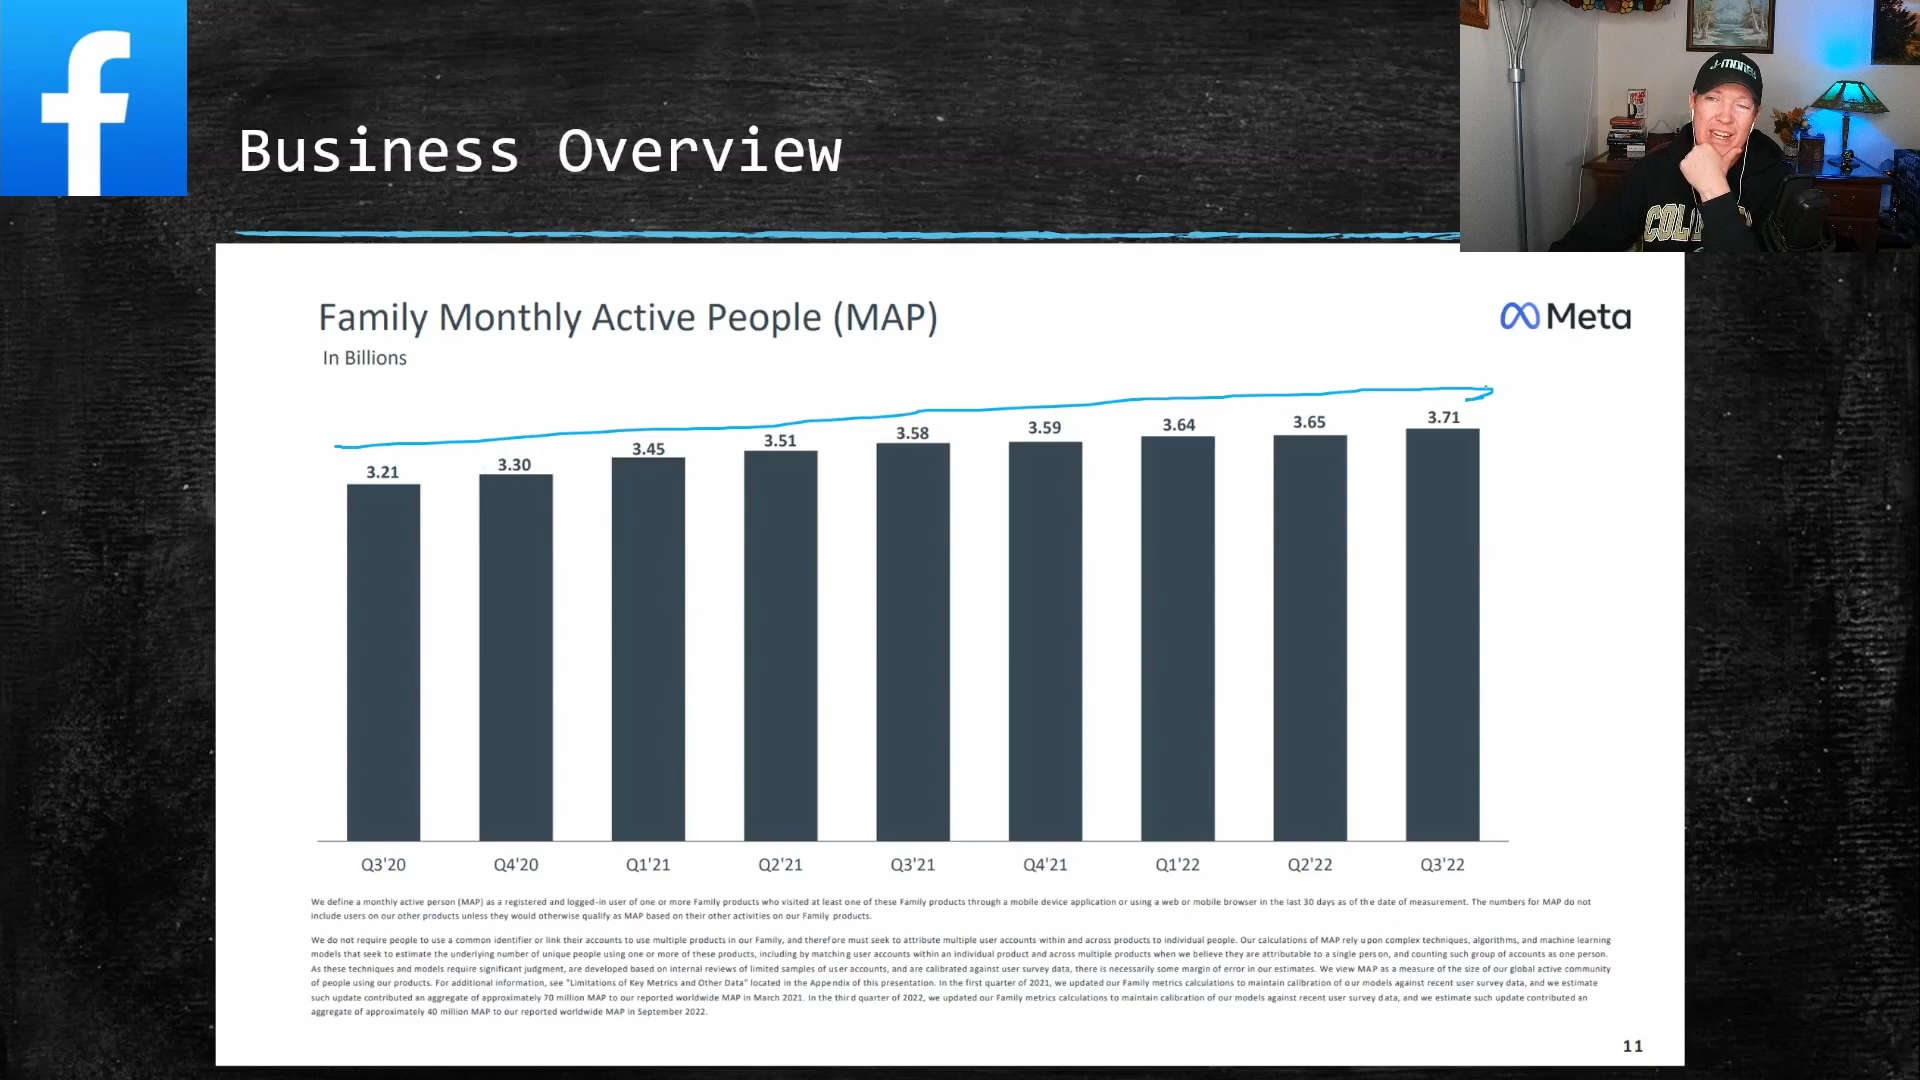 Business Overview
J-MONEY
COL
Family Monthly Active People (MAP)
Meta
In Billions
3.21
3.30
3.45
3.51
3.58
3.59
3.64
3.65
3.71
Q3'20
Q4'20
Q1'21
Q2'21
Q3'21
Q4'21
Q1'22
Q2'22
Q3'22
We define a monthly active person (MAP) as a registered and logged-in user of one or more Family products who visited at least one of these Family products through a mobile device application or using a web or mobile browser in the last 30 days as of the date of measurement. The numbers for MAP do not
include users on our other products unless they would otherwise qualify as MAP based on their other activities on our Family products.
We do not require people to use a common identifier or link their accounts to use multiple products in our Family, and therefore must seek to attribute multiple user accounts within and across products to individual people. Our calculations of MAP rely upon complex techniques, algorithms, and machine learning
models that seek to estimate the underlying number of unique people using one or more of these products, including by matching user accounts within an individual product and across multiple products when we believe they are attributable to a single person, and counting such group of accounts as one person.
As these techniques and models require significant judgment, are developed based on internal reviews of limited samples of user accounts, and are calibrated against user survey data, there is necessarily some margin of error in our estimates. We view MAP as a measure of the size of our global active community
of people using our products. For additional information, see "Limitations of Key Metrics and Other Data" located in the Appendix of this presentation. In the first quarter of 2021, we updated our Family metrics calculations to maintain calibration of our models against recent user survey data, and we estimate
such update contributed an aggregate of approximately 70 million MAP to our reported worldwide MAP in March 2021. In the third quarter of 2022, we updated our Family metrics calculations to maintain calibration of our models against recent user survey data, and we estimate such update contributed an
aggregate of approximately 40 million MAP to our reported worldwide MAP in September 2022.
11